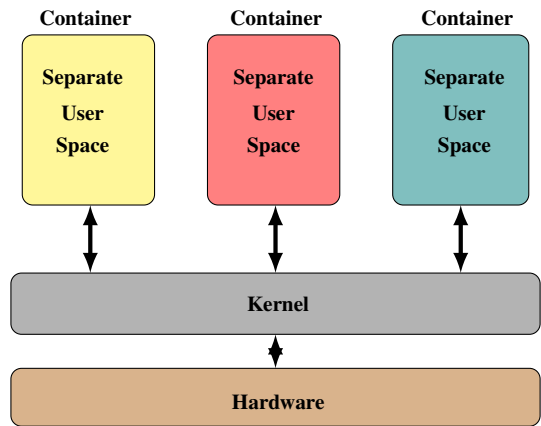 Container
Container
Container
Separate
User
Space
Separate
User
Space
Separate
User
Space
Kernel
Hardware